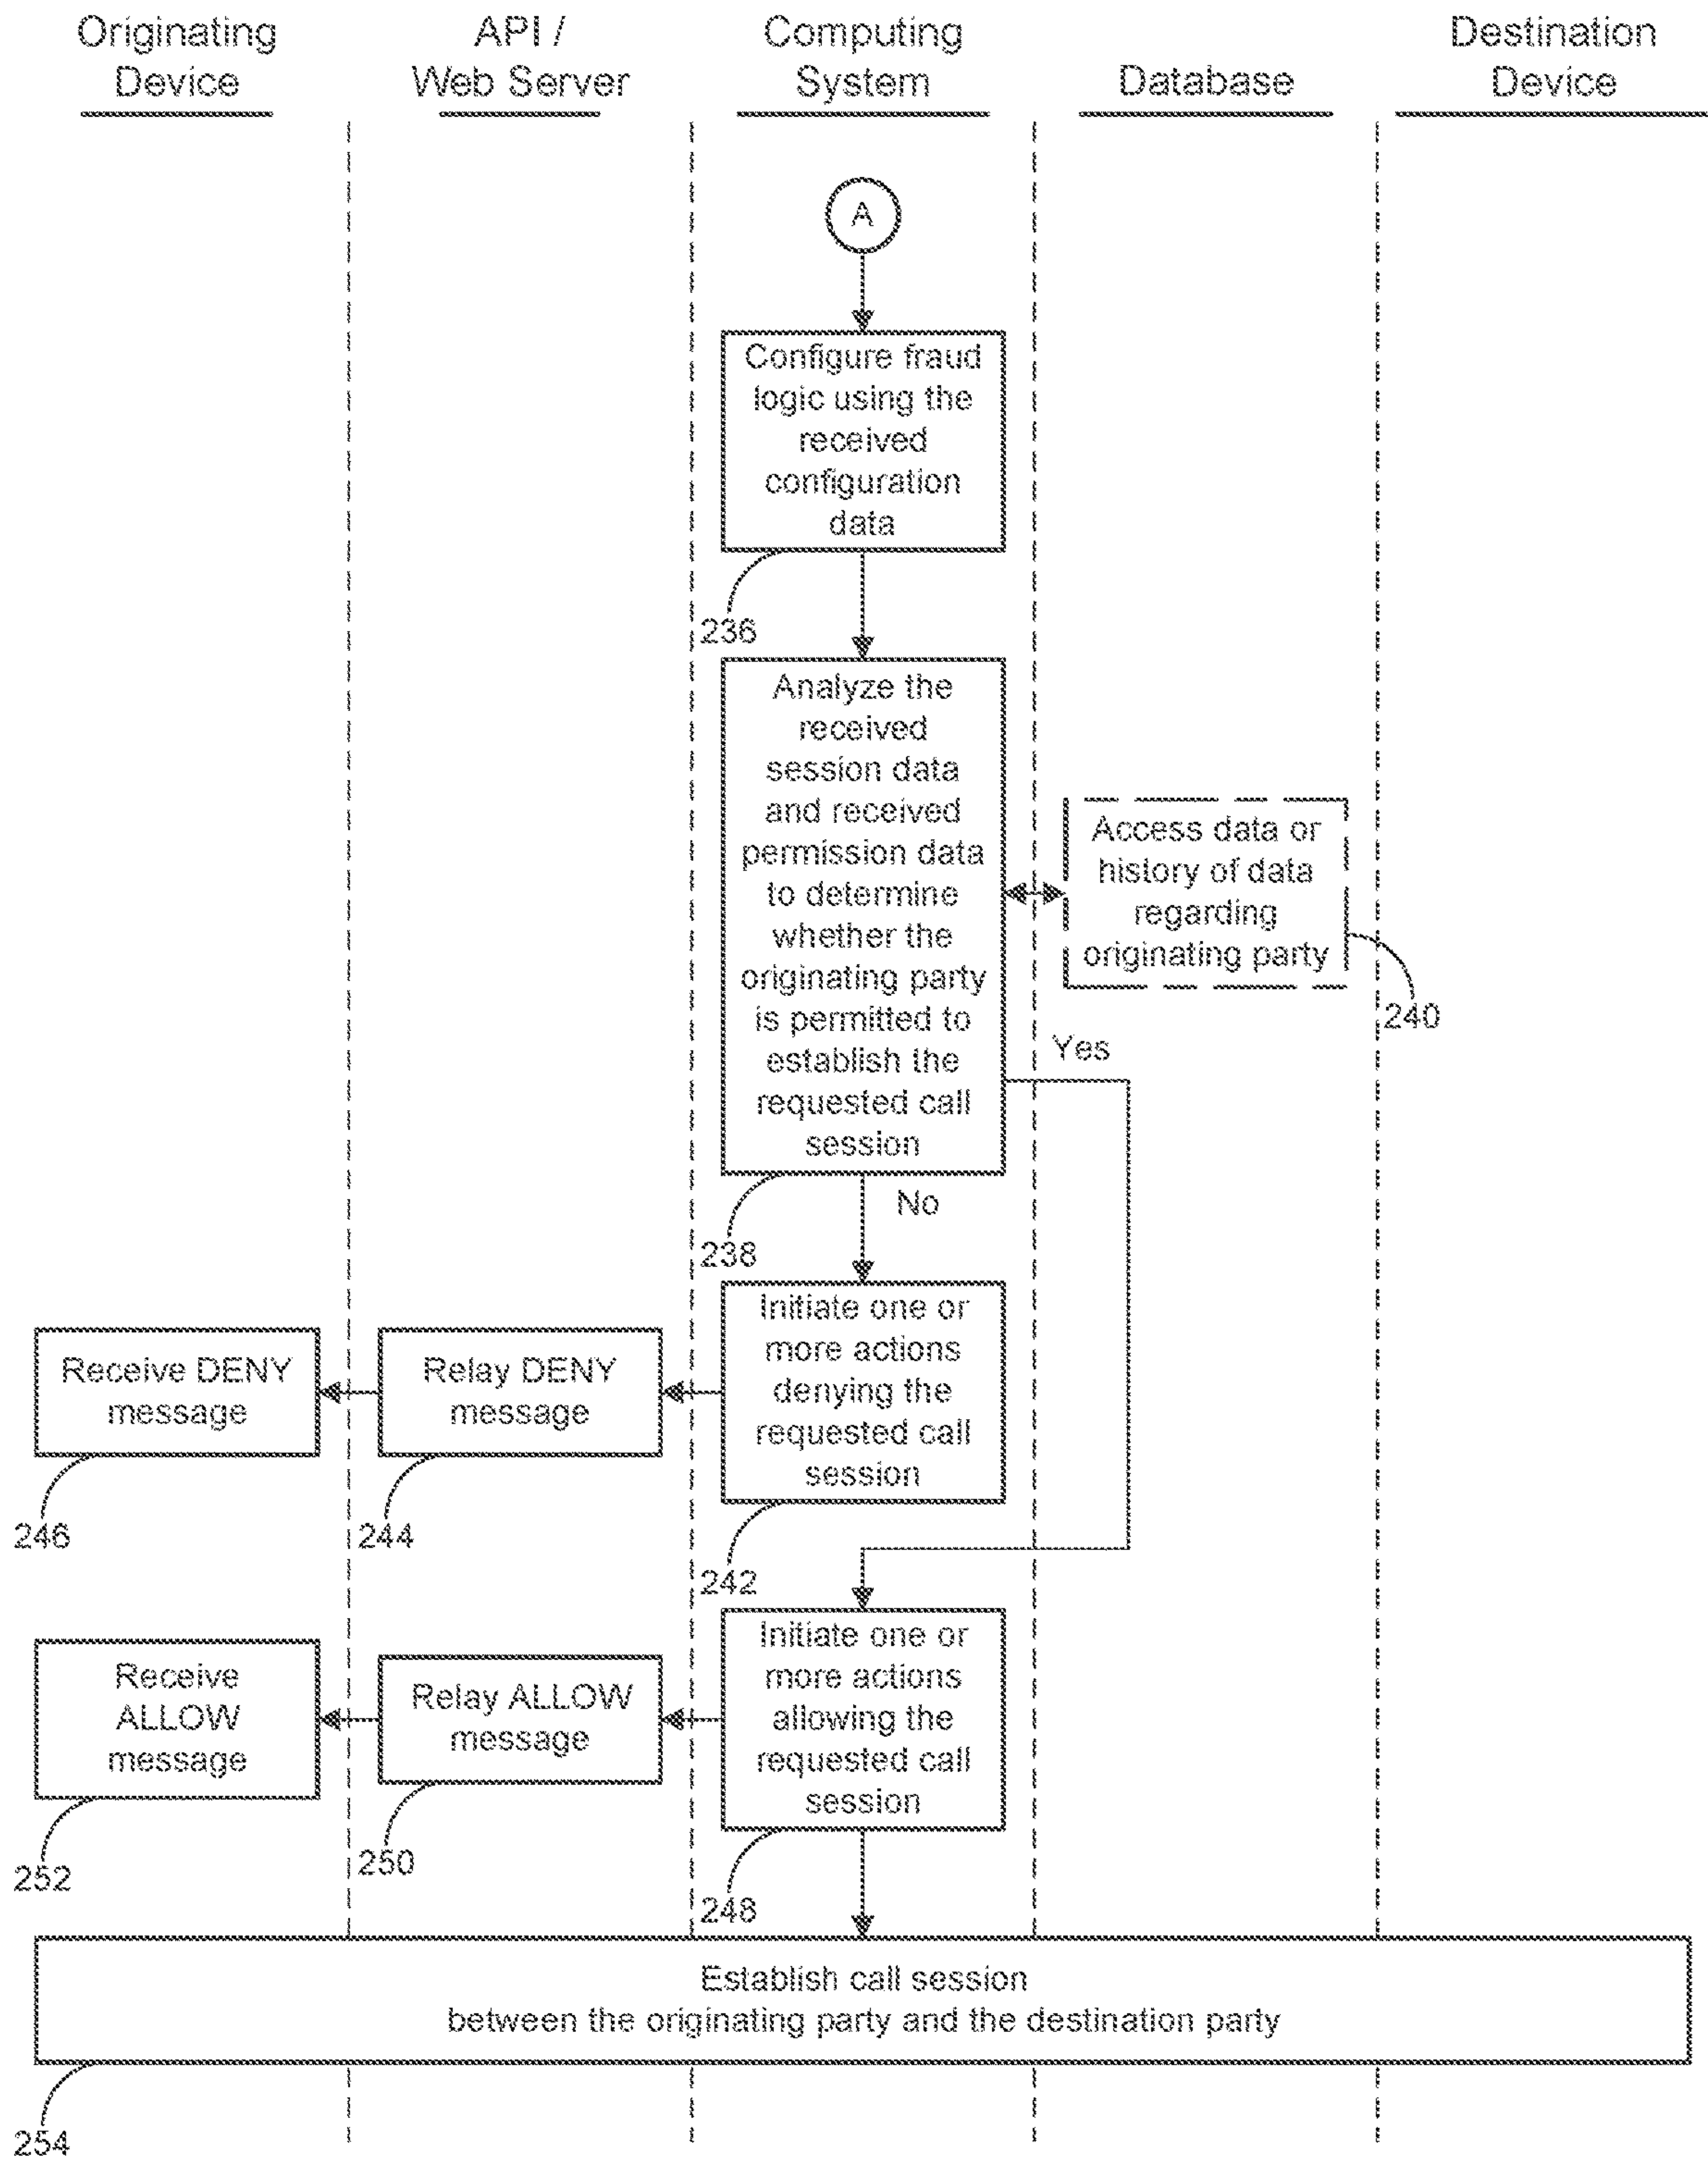 Originating
Device
API /
Web Server
Computing
System
Database
Destination
Device
A
Configure fraud
logic using the
received
configuration
data
236
Analyze the
received
session data
and received
permission data
to determine
whether the
originating party
is permitted to
establish the
requested call
session
238
Access data or
history of data
regarding
originating party
240
Yes
No
Initiate one or
more actions
denying the
requested call
session
242
Relay DENY
message
244
Receive DENY
message
246
Initiate one or
more actions
allowing the
requested call
session
248
Relay ALLOW
message
250
Receive
ALLOW
message
252
Establish call session
between the originating party and the destination party
254